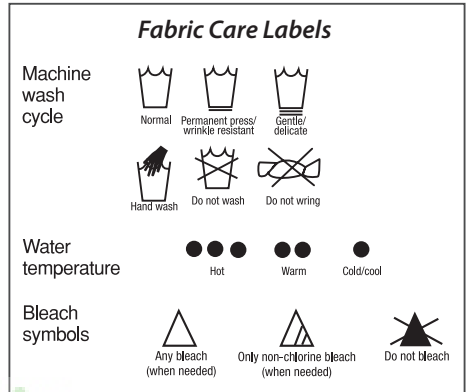 Fabric Care Labels
Machine
wash
cycle
Normal
Permanent press/
wrinkle resistant
Gentle/
delicate
Hand wash
Do not wash
Do not wring
Water
temperature
Hot
Warm
Cold/cool
Bleach
symbols
Any bleach
(when needed)
Only non-chlorine bleach
(when needed)
Do not bleach